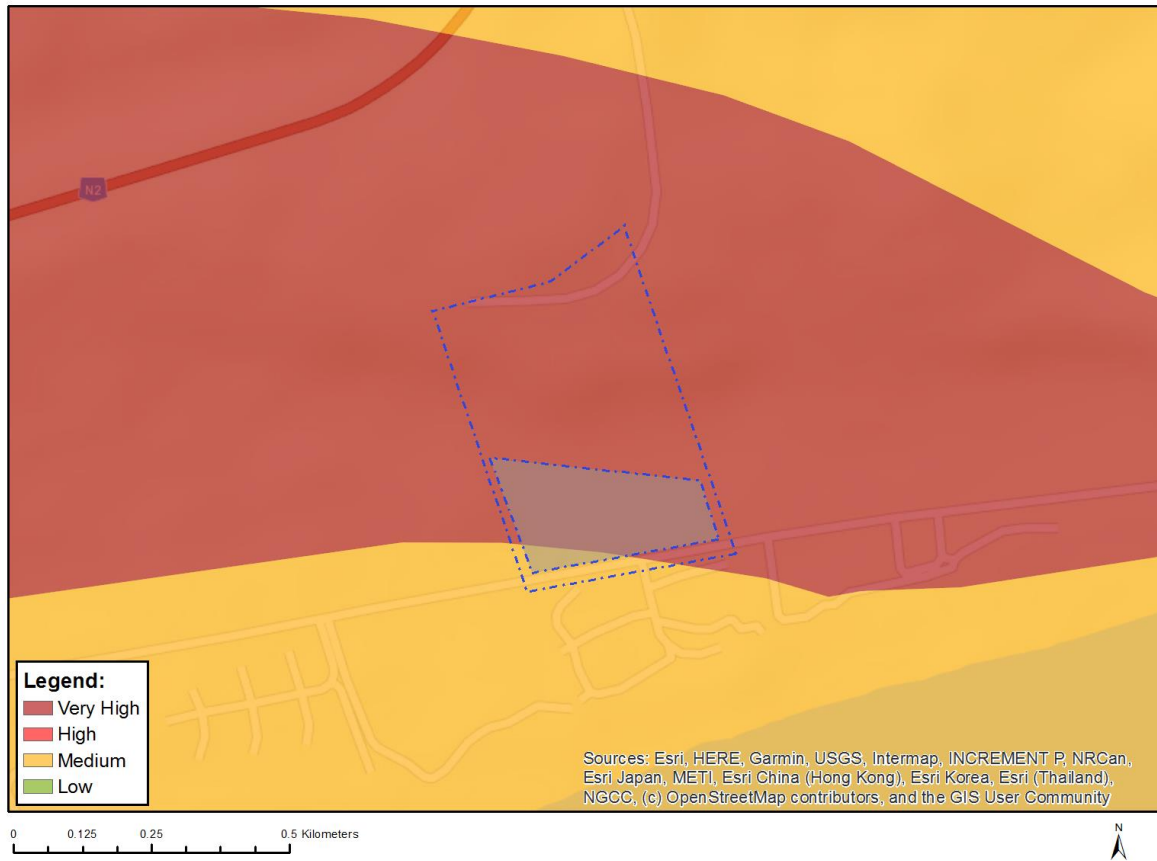 N2
Legend:
Very High
High
Medium
Low
Sources: Esri, HERE, Garmin, USGS, Intermap, INCREMENT P, NRCan,
Esri Japan, METI, Esri China (Hong Kong), Esri Korea, Esri (Thailand),
NGCC, (c) OpenStreetMap contributors, and the GIS User Community
0 0.125 0.25 0.5 Kilometers
N